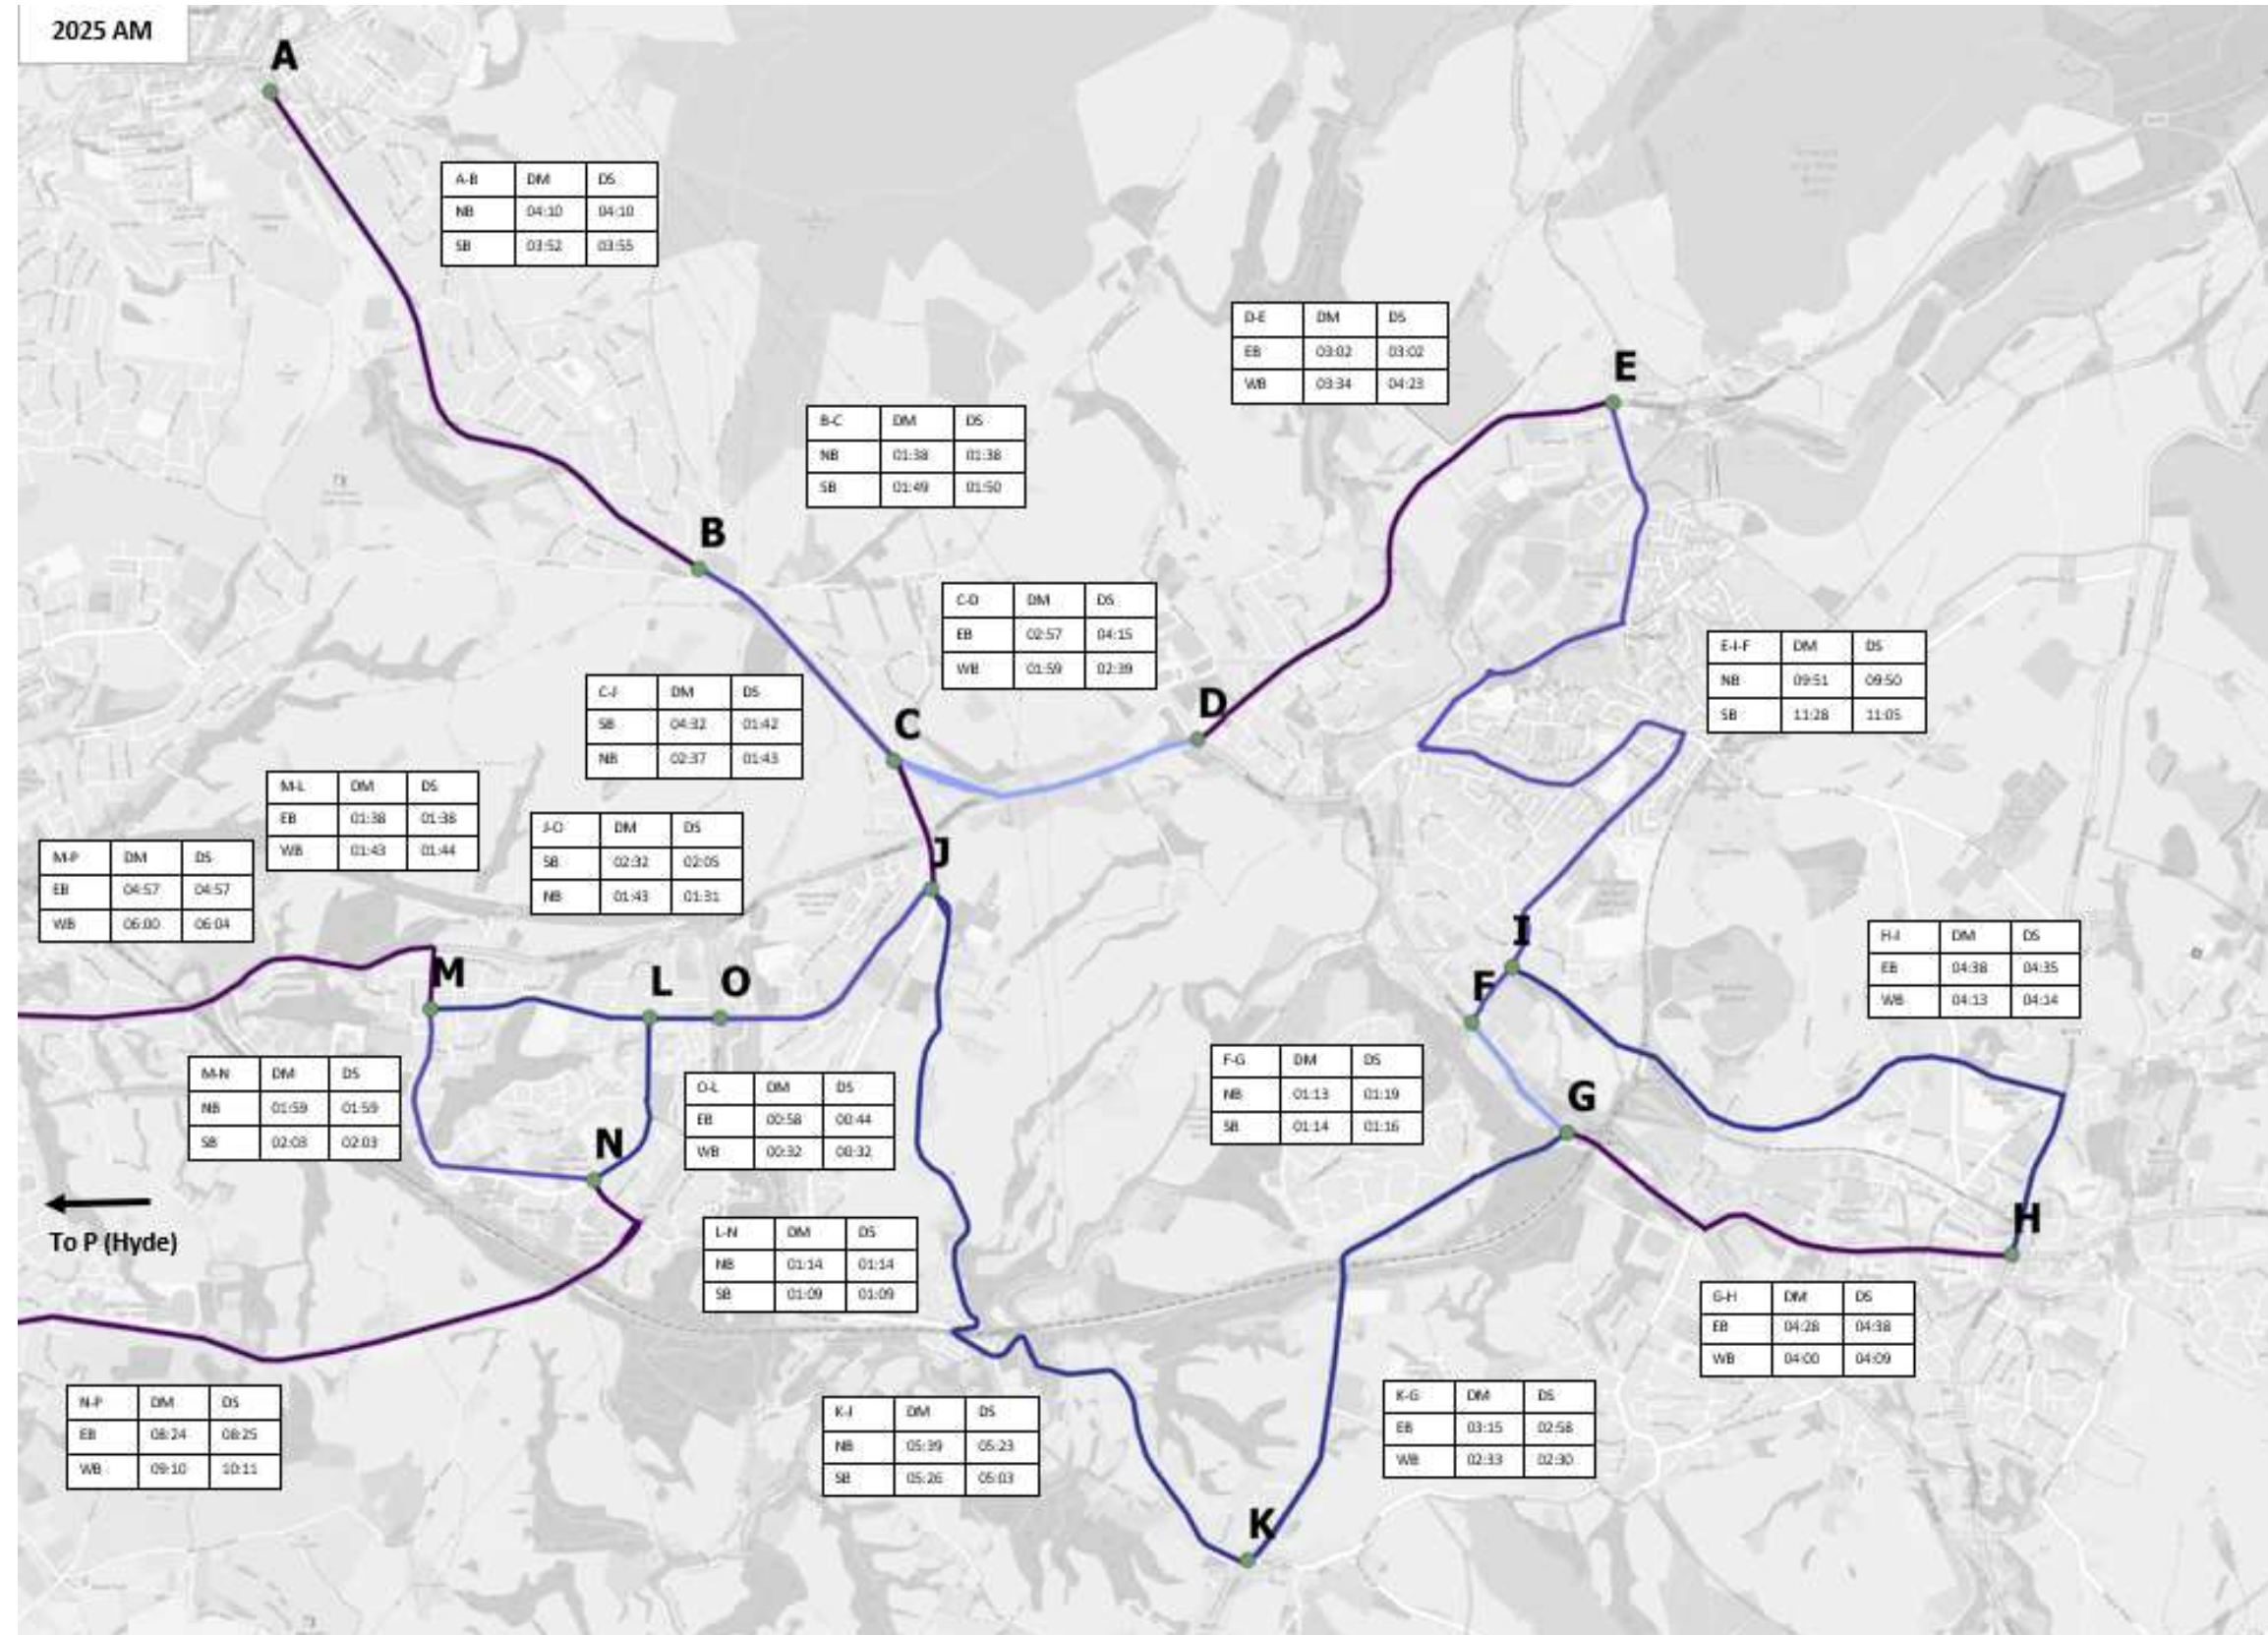 2025 AM
A
A-B DM DS
NB 04:10 04:10
SB 03:52 03:55
D-E DM DS
EB 03:02 03:02
WB 03:34 04:23
E
B-C DM DS
NB 01:38 01:38
SB 01:49 01:50
B
C-D DM DS
EB 02:57 04:15
WB 01:59 02:39
E-I-F DM DS
NB 09:51 09:50
SB 11:28 11:05
C-J DM DS
SB 04:32 01:42
NB 02:37 01:43
C
D
M-L DM DS
EB 01:38 01:38
WB 01:43 01:44
J-O DM DS
SB 02:32 02:05
NB 01:43 01:31
J
M-P DM DS
EB 04:57 04:57
WB 06:00 06:04
I
H-I DM DS
EB 04:38 04:35
WB 04:13 04:14
M
L
O
F
M-N DM DS
NB 01:59 01:59
SB 02:03 02:03
F-G DM DS
NB 01:13 01:19
SB 01:14 01:16
O-L DM DS
EB 00:58 00:44
WB 00:32 00:32
G
N
H
To P (Hyde)
L-N DM DS
NB 01:14 01:14
SB 01:09 01:09
G-H DM DS
EB 04:28 04:38
WB 04:00 04:09
N-P DM DS
EB 08:24 08:25
WB 09:10 10:11
K-J DM DS
NB 05:39 05:23
SB 05:26 05:03
K-G DM DS
EB 03:15 02:58
WB 02:33 02:30
K